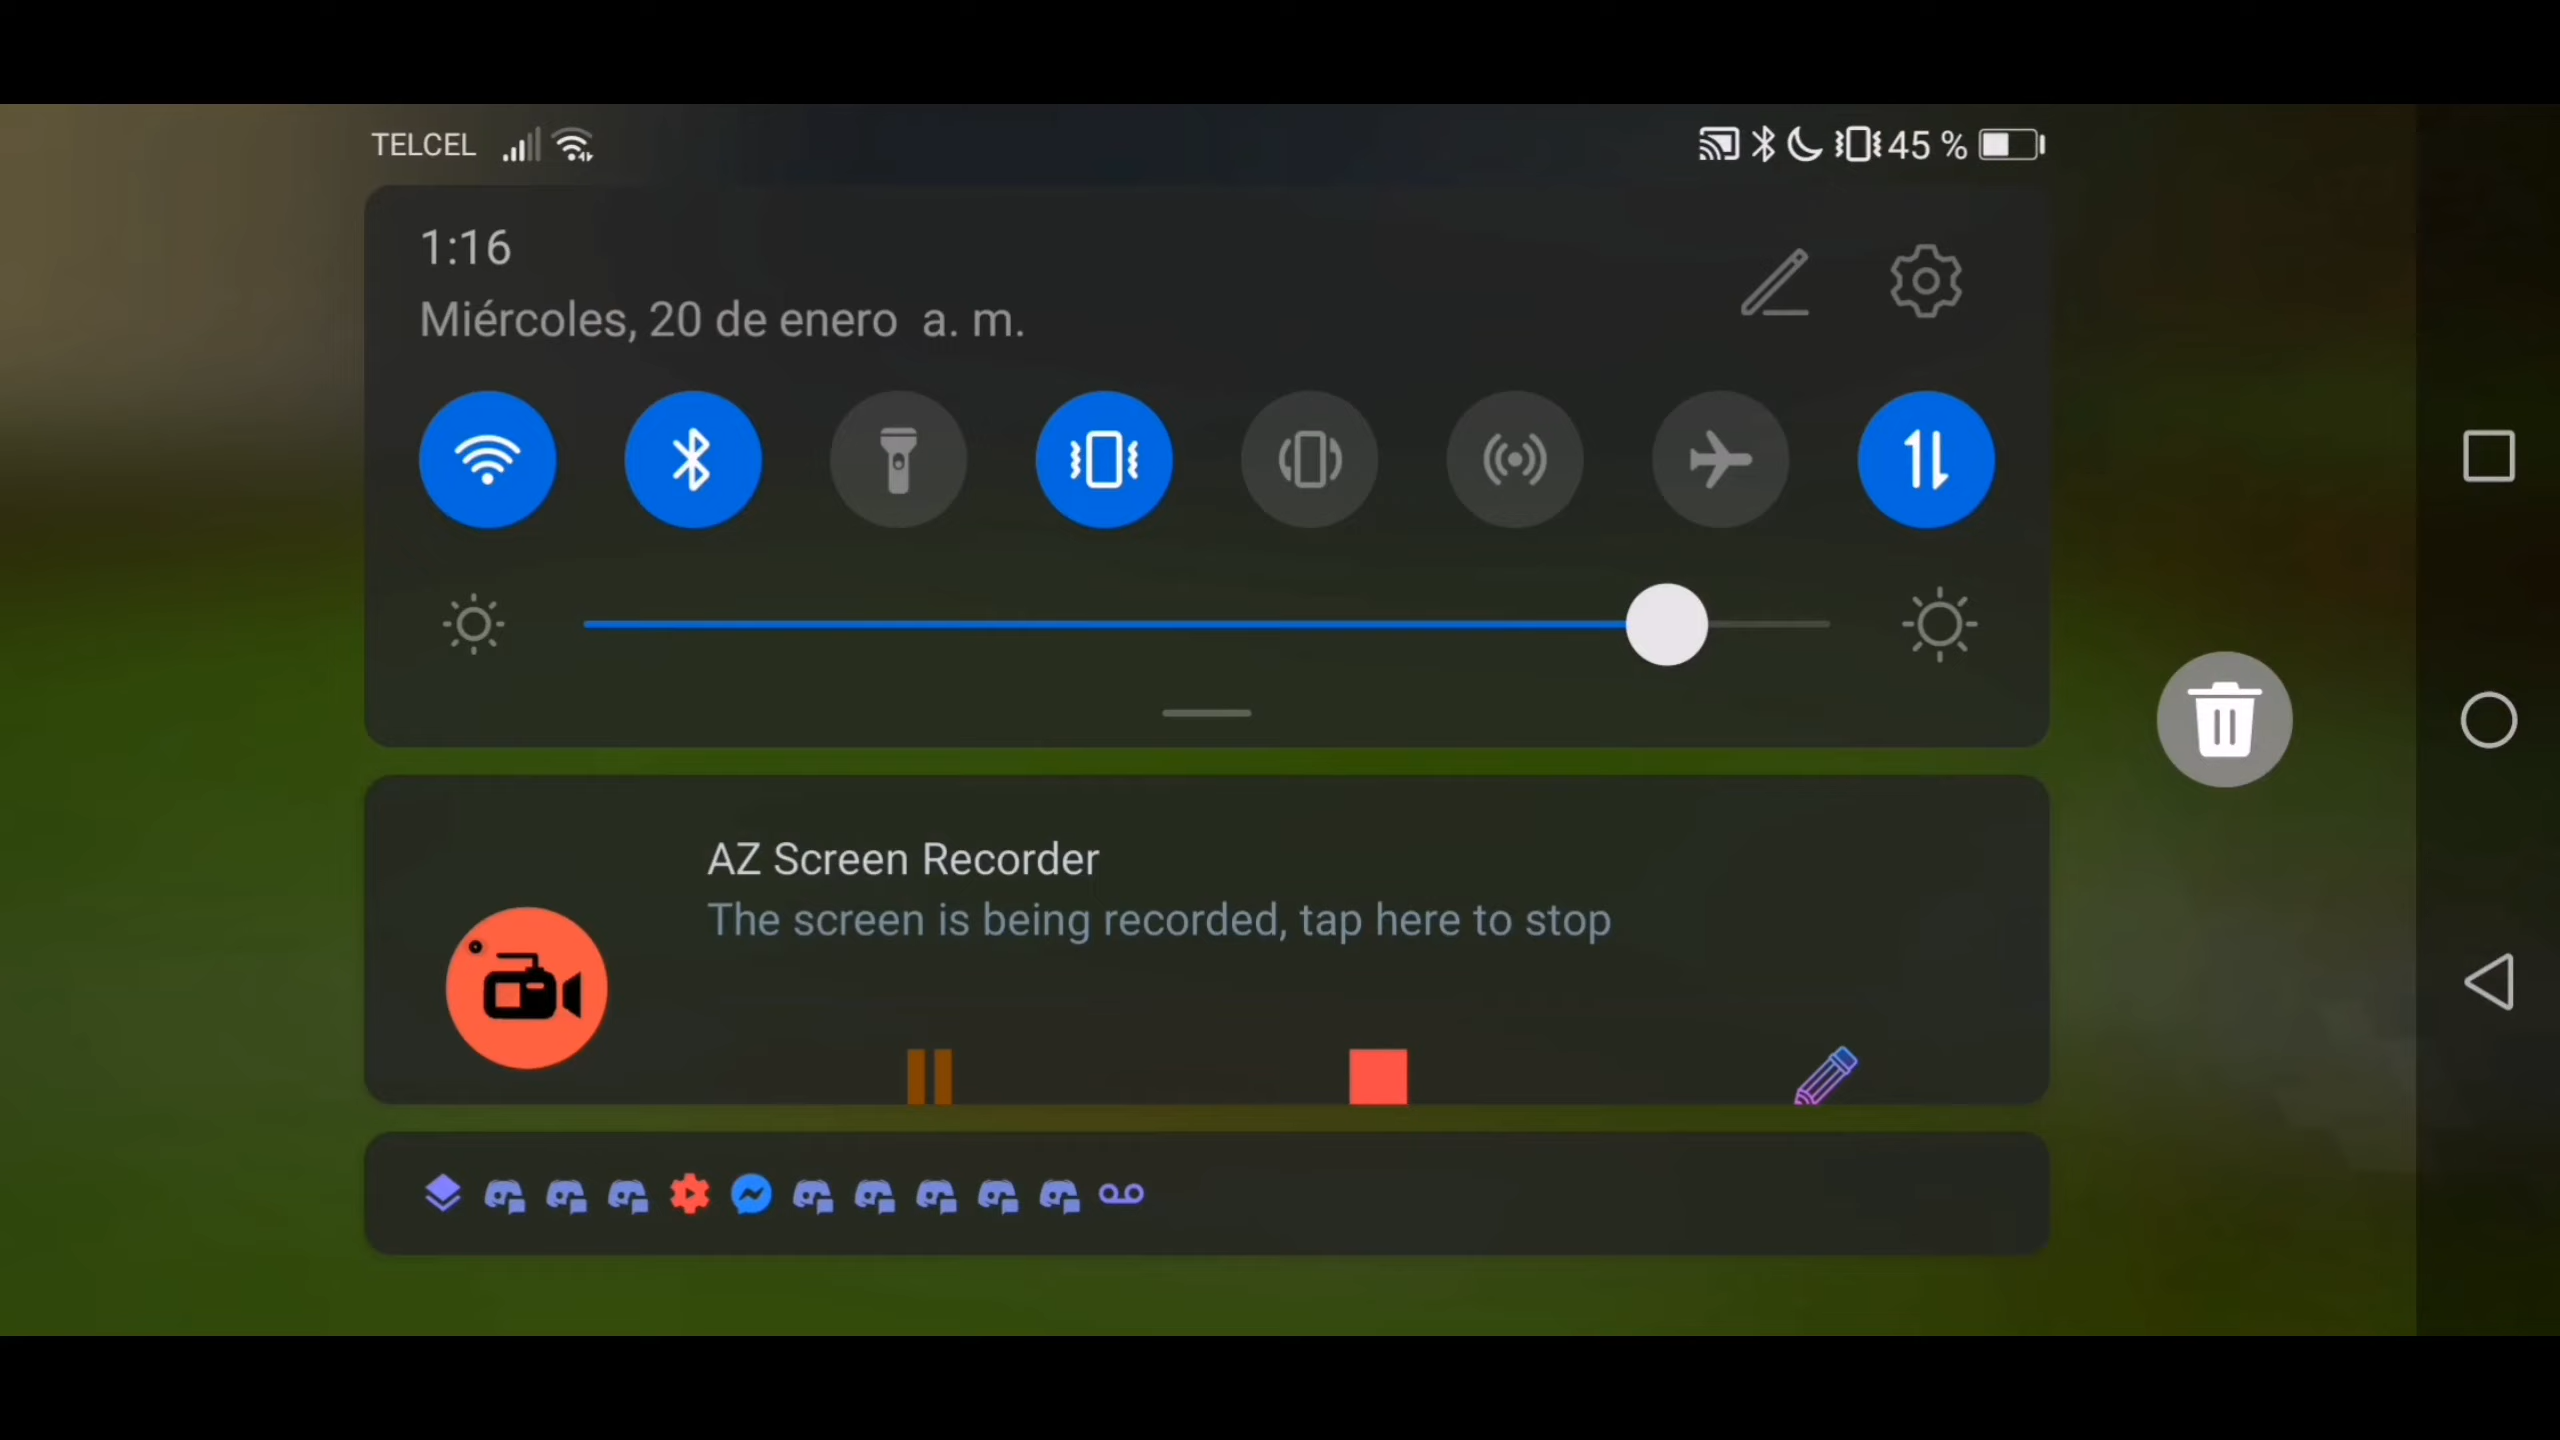 TELCEL
45 %
1:16
Miércoles, 20 de enero a. m.
AZ Screen Recorder
The screen is being recorded, tap here to stop